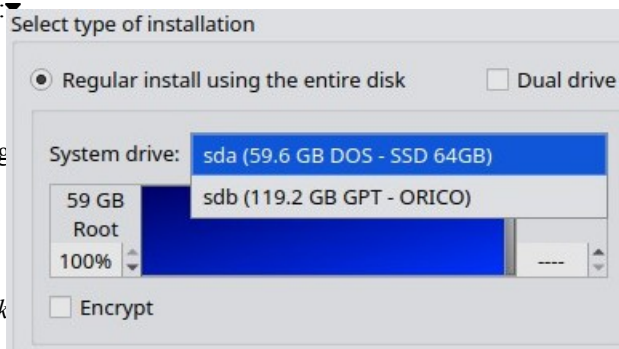 Select type of installation
Regular install using the entire disk Dual drive
System drive: sda (59.6 GB DOS - SSD 64GB)
sdb (119.2 GB GPT - ORICO)
59 GB
Root
100% ----
Encrypt